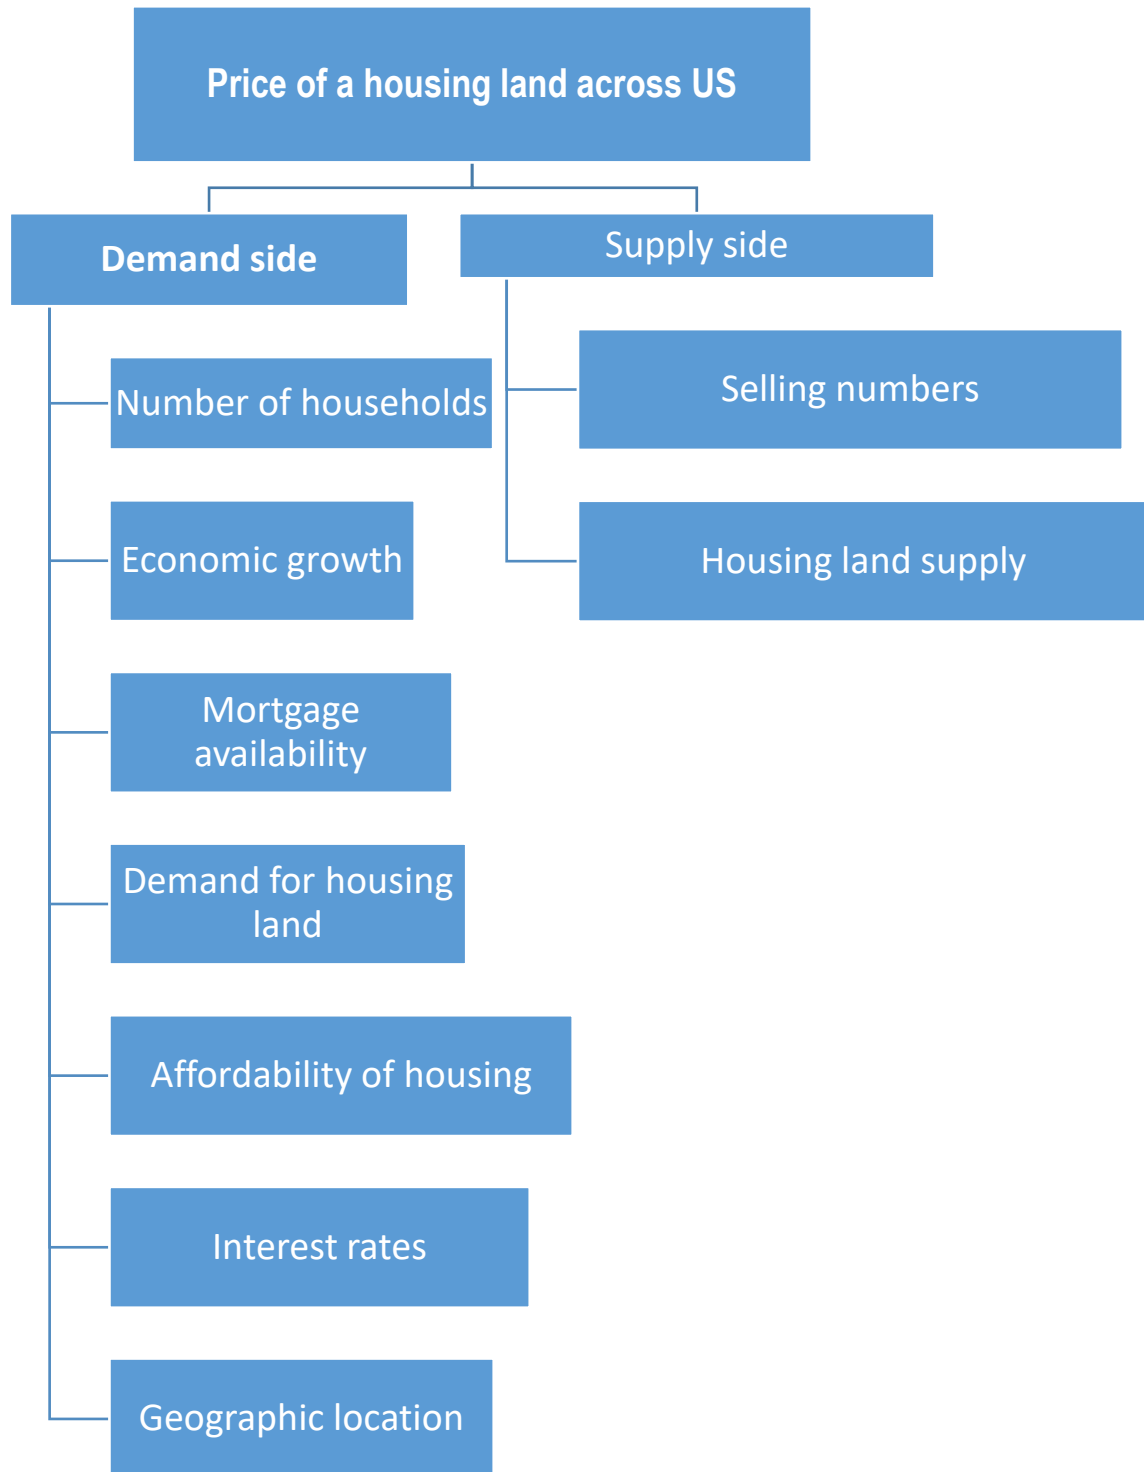 Price of a housing land across US
Demand side
Number of households
Economic growth
Mortgage
availability
Demand for housing
land
Affordability of housing
Interest rates
Geographic location
Supply side
Selling numbers
Housing land supply